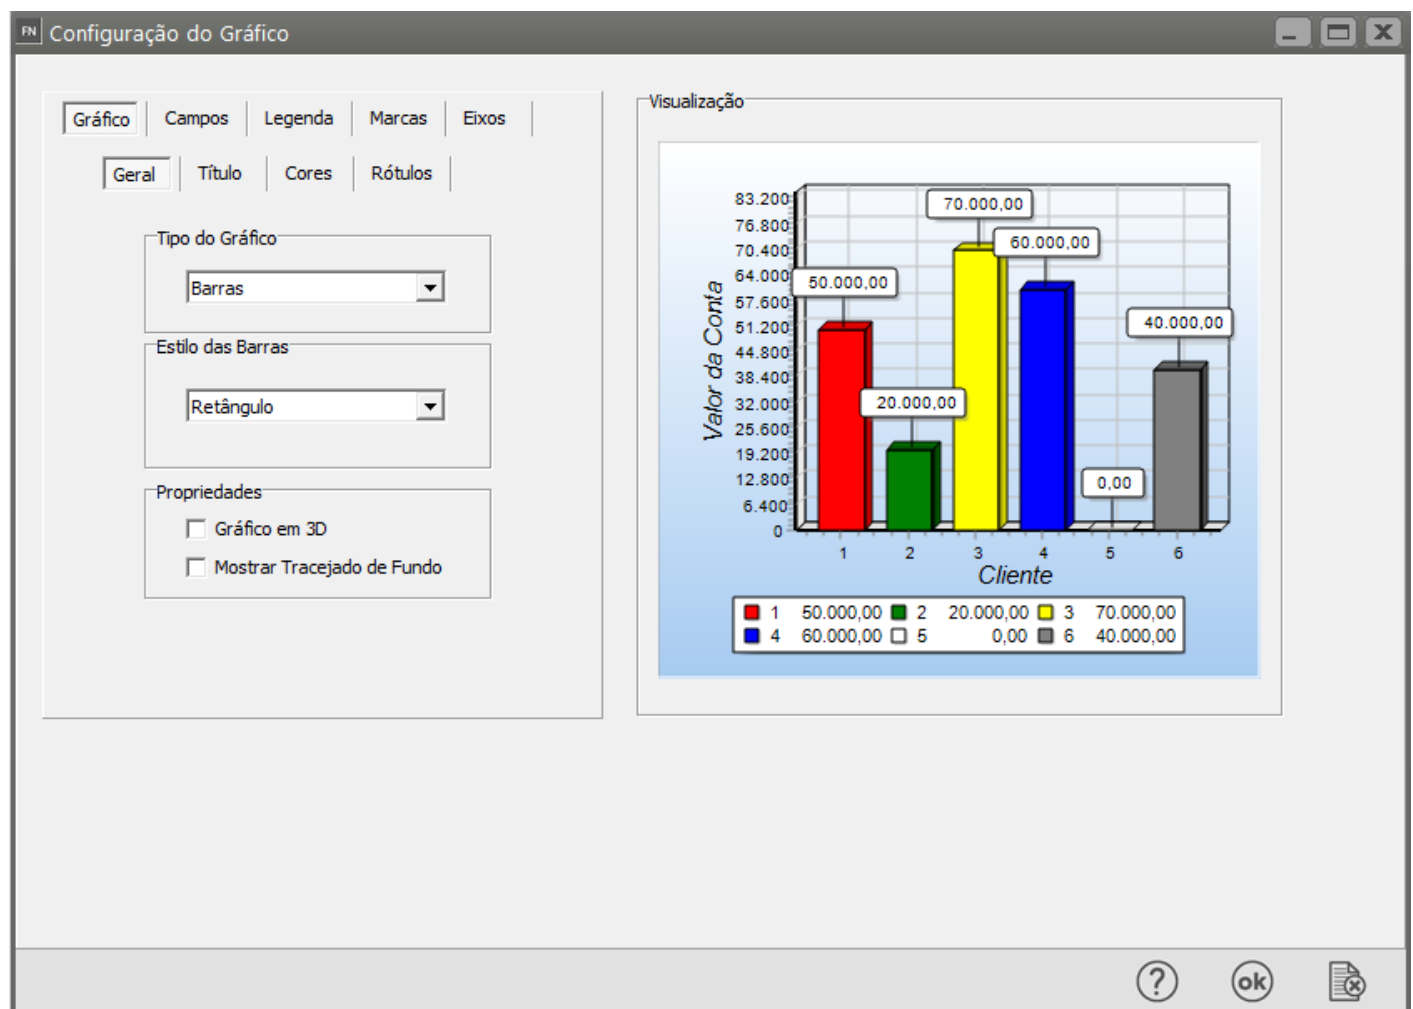 FN Configuração do Gráfico
Gráfico Campos Legenda Marcas Eixos
Geral Título Cores Rótulos
Tipo do Gráfico
Barras
Estilo das Barras
Retângulo
Propriedades
Gráfico em 3D
Mostrar Tracejado de Fundo
Visualização
Valor da Conta
83.200
76.800
70.400
64.000
57.600
51.200
44.800
38.400
32.000
25.600
19.200
12.800
6.400
0
50.000,00
20.000,00
70.000,00
60.000,00
0,00
40.000,00
1 2 3 4 5 6
Cliente
1 50.000,00 2 20.000,00 3 70.000,00
4 60.000,00 5 0,00 6 40.000,00
? ok